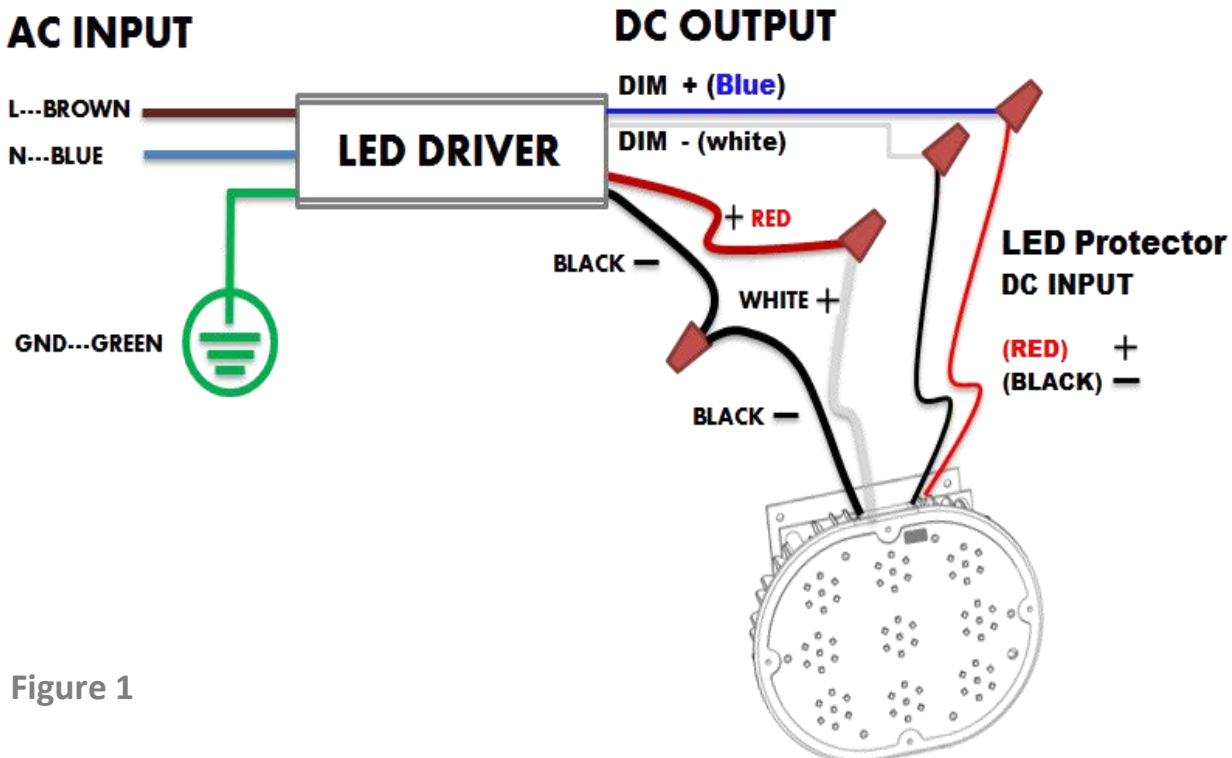 AC INPUT
L---BROWN
N---BLUE
GND---GREEN
LED DRIVER
DC OUTPUT
DIM + (Blue)
DIM - (white)
+ RED
BLACK —
WHITE +
BLACK —
LED Protector
DC INPUT
(RED) +
(BLACK) —
Figure 1